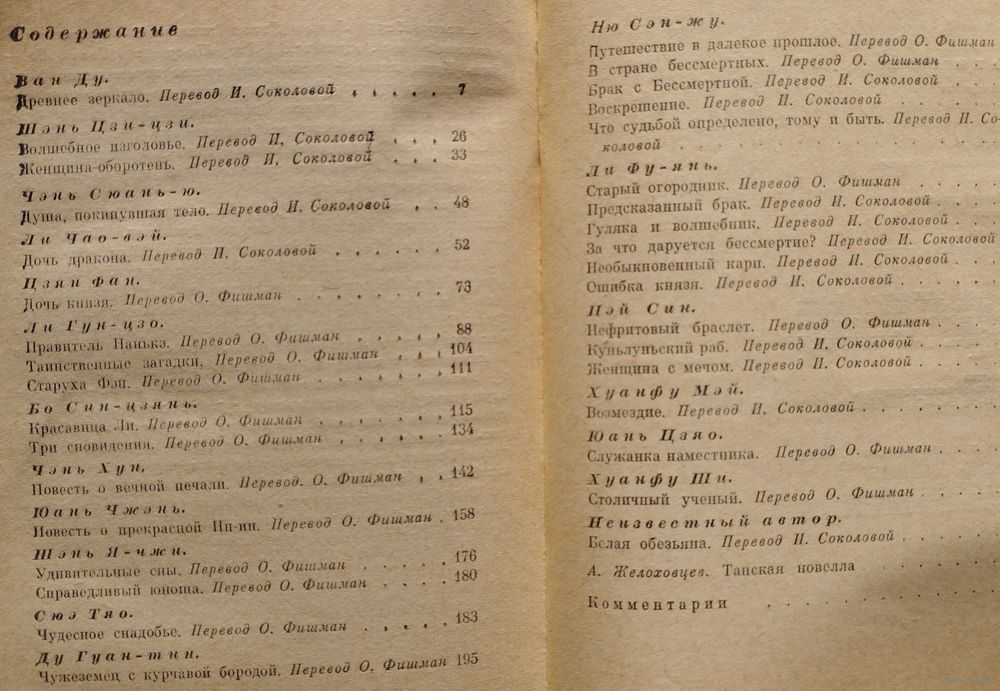 Содержание
Ван Ду.
Древнее зеркало. Перевод И. Соколовой . . . . . 7
Шэнь Цзи-цзи.
Волшебное изголовье. Перевод И. Соколовой . . . 26
Женщина-оборотень. Перевод И. Соколовой . . . 33
Чэнь Сюань-ю.
Душа, покинувшая тело. Перевод И. Соколовой . . 48
Ли Чао-вэй.
Дочь дракона. Перевод И. Соколовой . . . . . . 52
Цзян Фан.
Дочь князя. Перевод О. Фишман . . . . . . . . 73
Ли Гун-цзо.
Правитель Нанькэ. Перевод О. Фишман . . . . . 88
Таинственные загадки. Перевод О. Фишман . . . 104
Старуха Фэн. Перевод О. Фишман . . . . . . . 111
Бо Син-цзянь.
Красавица Ли. Перевод О. Фишман . . . . . . 115
Три сновидения. Перевод О. Фишман . . . . . 134
Чэнь Хун.
Повесть о вечной печали. Перевод. О. Фишман . . 142
Юань Чжэнь.
Повесть о прекрасной Ин-ин. Перевод О. Фишман . 158
Шэнь Я-чжи.
Удивительные сны. Перевод О. Фишман . . . . . 176
Справедливый юноша. Перевод О. Фишман . . . . 180
Сюэ Тяо.
Чудесное снадобье. Перевод О. Фишман . . . . . 183
Ду Гуан-тин.
Чужеземец с курчавой бородой. Перевод О. Фишман 195
Ню Сэн-жу.
Путешествие в далекое прошлое. Перевод О. Фишман
В стране бессмертных. Перевод О. Фишман . . .
Брак с Бессмертной. Перевод И. Соколовой . . .
Воскрешение. Перевод И. Соколовой . . . . .
Что судьбой определено, тому и быть. Перевод И. Со-
коловой . . . . . . . . . . . . .
Ли Фу-янь.
Старый огородник. Перевод О. Фишман . . . . .
Предсказанный брак. Перевод И. Соколовой . . .
Гуляка и волшебник. Перевод И. Соколовой . . .
За что даруется бессмертие? Перевод И. Соколовой
Необыкновенный карп. Перевод И. Соколовой . . .
Ошибка князя. Перевод И. Соколовой . . . . .
Пэй Син.
Нефритовый браслет. Перевод О. Фишман . . . .
Куньлуньский раб. Перевод И. Соколовой . . . .
Женщина с мечом. Перевод И. Соколовой . . . .
Хуанфу Мэй.
Возмездие. Перевод И. Соколовой . . . . . . .
Юань Цзяо.
Служанка наместника. Перевод О. Фишман . . . .
Хуанфу Ши.
Столичный ученый. Перевод О. Фишман . . . . .
Неизвестный автор.
Белая обезьяна. Перевод И. Соколовой . . . . .
А. Желоховцев. Танская новелла . . . . . . .
Комментарии . . . . . . . . . .